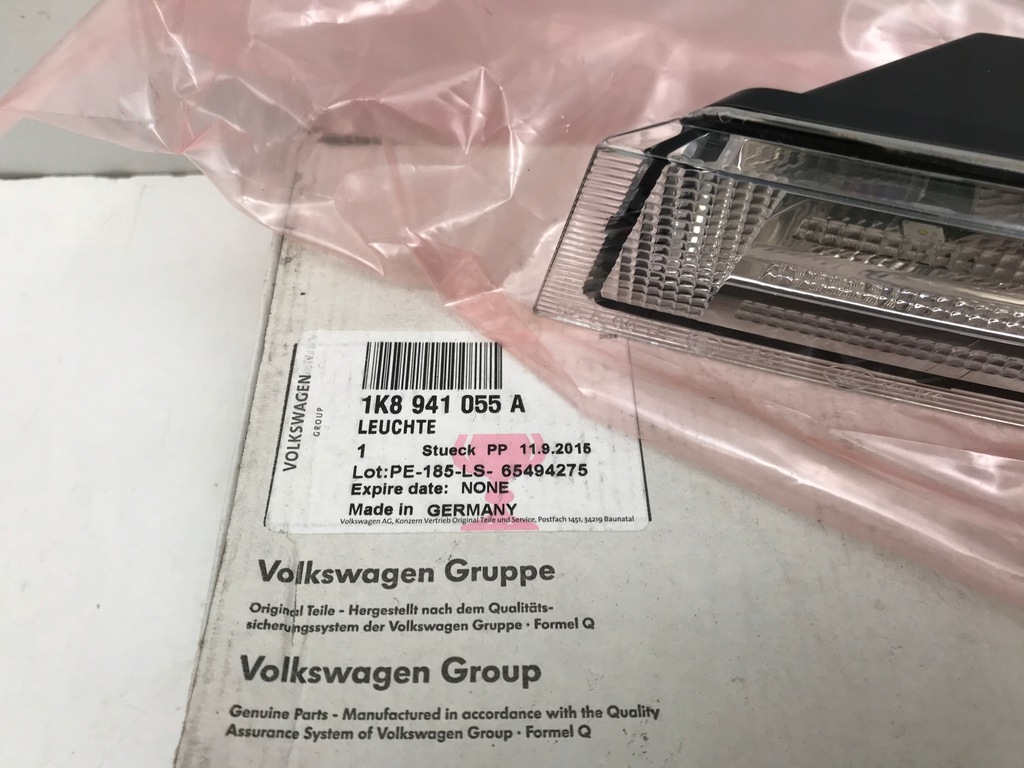 VOLKSWAGEN
GROUP
1K8 941 055 A
LEUCHTE
1 Stueck PP 11.9.2015
Lot:PE-185-LS- 65494275
Expire date: NONE
Made in GERMANY
Volkswagen AG, Konzern Vertrieb Original Teile und Service, Postfach 1451, 34219 Baunatal
Volkswagen Gruppe
Original Teile - Hergestellt nach dem Qualitäts-
sicherungssystem der Volkswagen Gruppe · Formel Q
Volkswagen Group
Genuine Parts - Manufactured in accordance with the Quality
Assurance System of Volkswagen Group · Formel Q